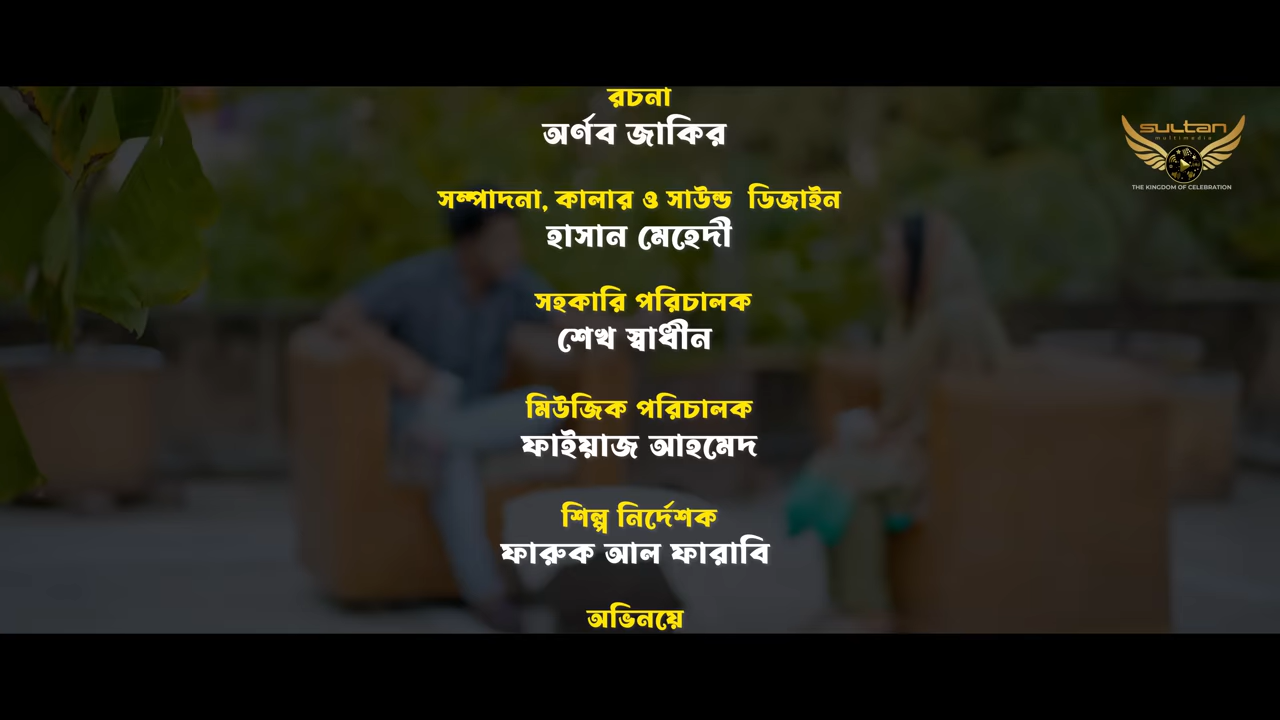 রচনা
অর্ণব জাকির
সম্পাদনা, কালার ও সাউন্ড ডিজাইন
হাসান মেহেদী
সহকারি পরিচালক
শেখ স্বাধীন
মিউজিক পরিচালক
ফাইয়াজ আহমেদ
শিল্প নির্দেশক
ফারুক আল ফারাবি
অভিনয়ে
sultan
multimedia
THE KINGDOM OF CELEBRATION